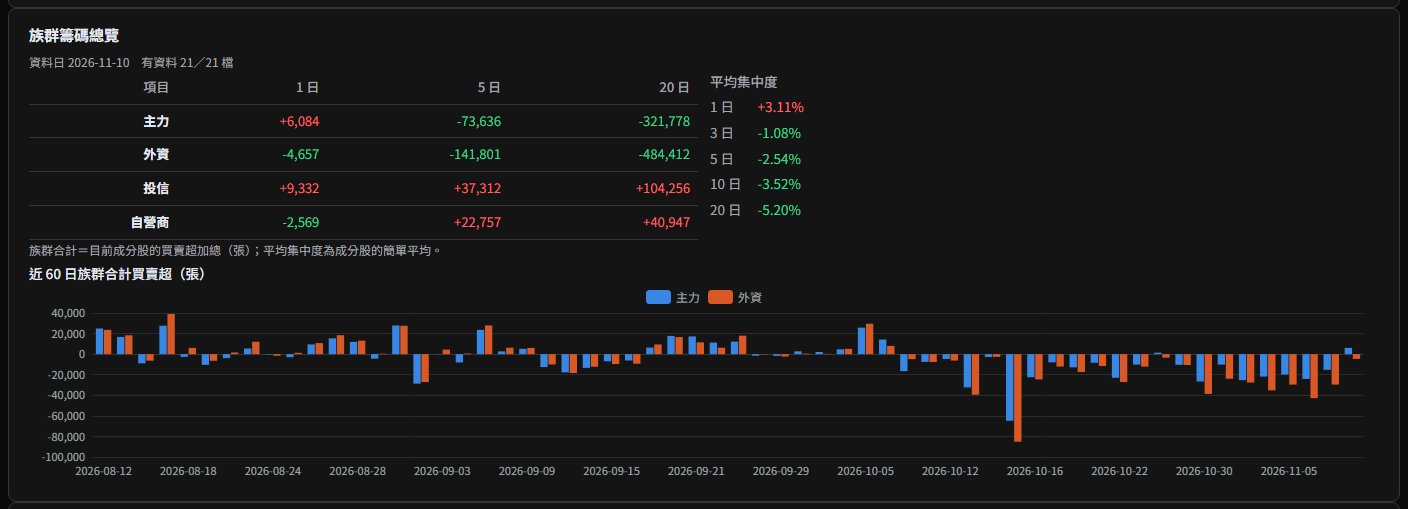 族群籌碼總覽
資料日 2026-11-10 有資料 21／21 檔
項目 1 日 5 日 20 日
主力 +6,084 -73,636 -321,778
外資 -4,657 -141,801 -484,412
投信 +9,332 +37,312 +104,256
自營商 -2,569 +22,757 +40,947
平均集中度
1 日 +3.11%
3 日 -1.08%
5 日 -2.54%
10 日 -3.52%
20 日 -5.20%
族群合計＝目前成分股的買賣超加總（張）；平均集中度為成分股的簡單平均。
近 60 日族群合計買賣超（張）
主力 外資
40,000
20,000
0
-20,000
-40,000
-60,000
-80,000
-100,000
2026-08-12 2026-08-18 2026-08-24 2026-08-28 2026-09-03 2026-09-09 2026-09-15 2026-09-21 2026-09-29 2026-10-05 2026-10-12 2026-10-16 2026-10-22 2026-10-30 2026-11-05